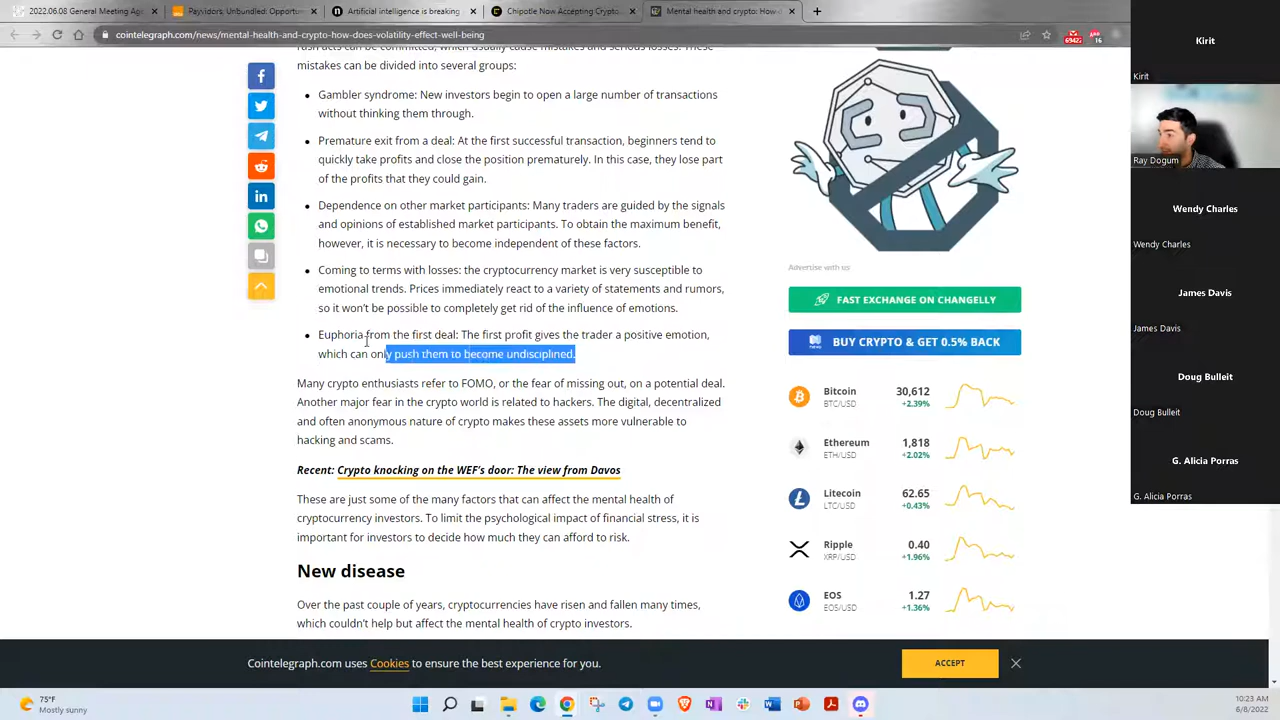 2022.06.08 General Meeting Age
Paysidors; Unbundled: Opportun
Artificial intelligence is breaking
Chipotle Now Accepting Crypto
Mental health and crypto: How
cointelegraph.com/news/mental-health-and-crypto-how-does-volatility-effect-well-being
rash acts can be committed, which usually cause mistakes and serious losses. These
mistakes can be divided into several groups:
Gambler syndrome: New investors begin to open a large number of transactions
without thinking them through.
Premature exit from a deal: At the first successful transaction, beginners tend to
quickly take profits and close the position prematurely. In this case, they lose part
of the profits that they could gain.
Dependence on other market participants: Many traders are guided by the signals
and opinions of established market participants. To obtain the maximum benefit,
however, it is necessary to become independent of these factors.
Coming to terms with losses: the cryptocurrency market is very susceptible to
emotional trends. Prices immediately react to a variety of statements and rumors,
so it won't be possible to completely get rid of the influence of emotions.
Euphoria from the first deal: The first profit gives the trader a positive emotion,
which can only push them to become undisciplined.
Many crypto enthusiasts refer to FOMO, or the fear of missing out, on a potential deal.
Another major fear in the crypto world is related to hackers. The digital, decentralized
and often anonymous nature of crypto makes these assets more vulnerable to
hacking and scams.
Recent: Crypto knocking on the WEF's door: The view from Davos
These are just some of the many factors that can affect the mental health of
cryptocurrency investors. To limit the psychological impact of financial stress, it is
important for investors to decide how much they can afford to risk.
New disease
Over the past couple of years, cryptocurrencies have risen and fallen many times,
which couldn't help but affect the mental health of crypto investors.
Advertise with us
FAST EXCHANGE ON CHANGELLY
BUY CRYPTO & GET 0.5% BACK
Bitcoin 30,612
BTC/USD +2.39%
Ethereum 1,818
ETH/USD +2.02%
Litecoin 62.65
LTC/USD +0.43%
Ripple 0.40
XRP/USD +1.96%
EOS 1.27
EOS/USD +1.36%
Cointelegraph.com uses Cookies to ensure the best experience for you.
ACCEPT
Kirit
Kirit
Ray Dogum
Wendy Charles
Wendy Charles
James Davis
James Davis
Doug Bulleit
Doug Bulleit
G. Alicia Porras
G. Alicia Porras
75°F
Mostly sunny
10:23 AM
6/8/2022